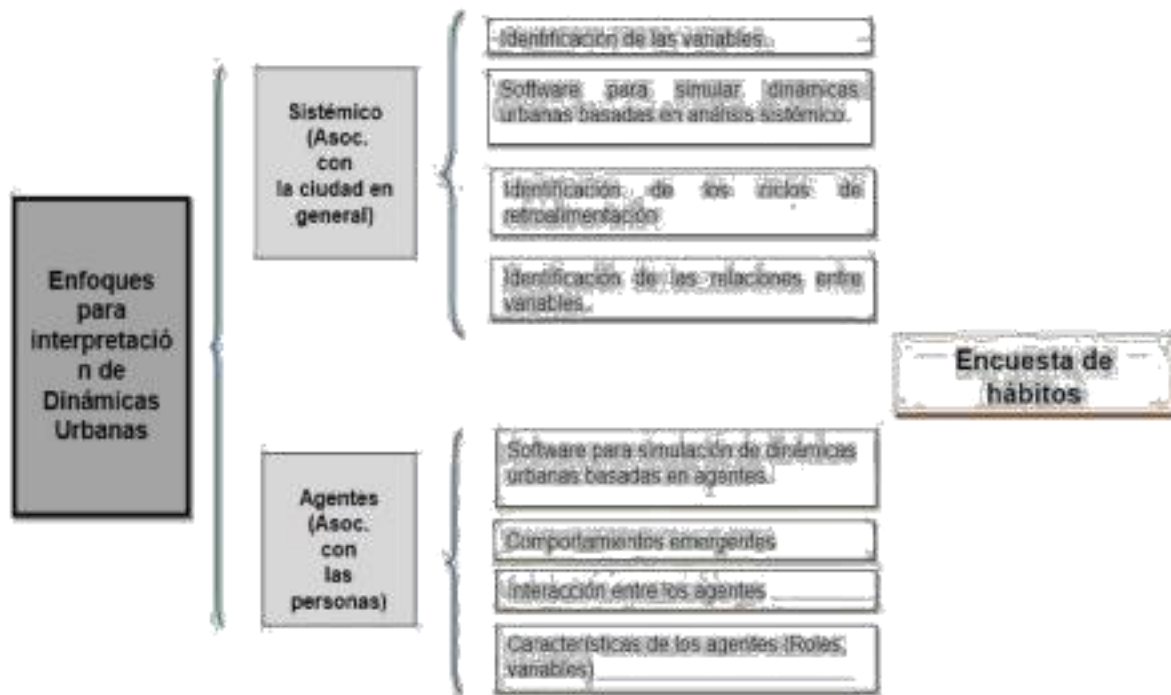 Enfoques
para
interpretació
n de
Dinámicas
Urbanas
Sistémico
(Asoc.
con
la ciudad en
general)
Identificación de las variables.
Software para simular dinámicas
urbanas basadas en análisis sistémico.
Identificación de los ciclos de
retroalimentación
Identificación de las relaciones entre
variables.
Agentes
(Asoc.
con
las
personas)
Software para simulación de dinámicas
urbanas basadas en agentes.
Comportamientos emergentes
Interacción entre los agentes
Características de los agentes (Roles,
variables)
Encuesta de
hábitos